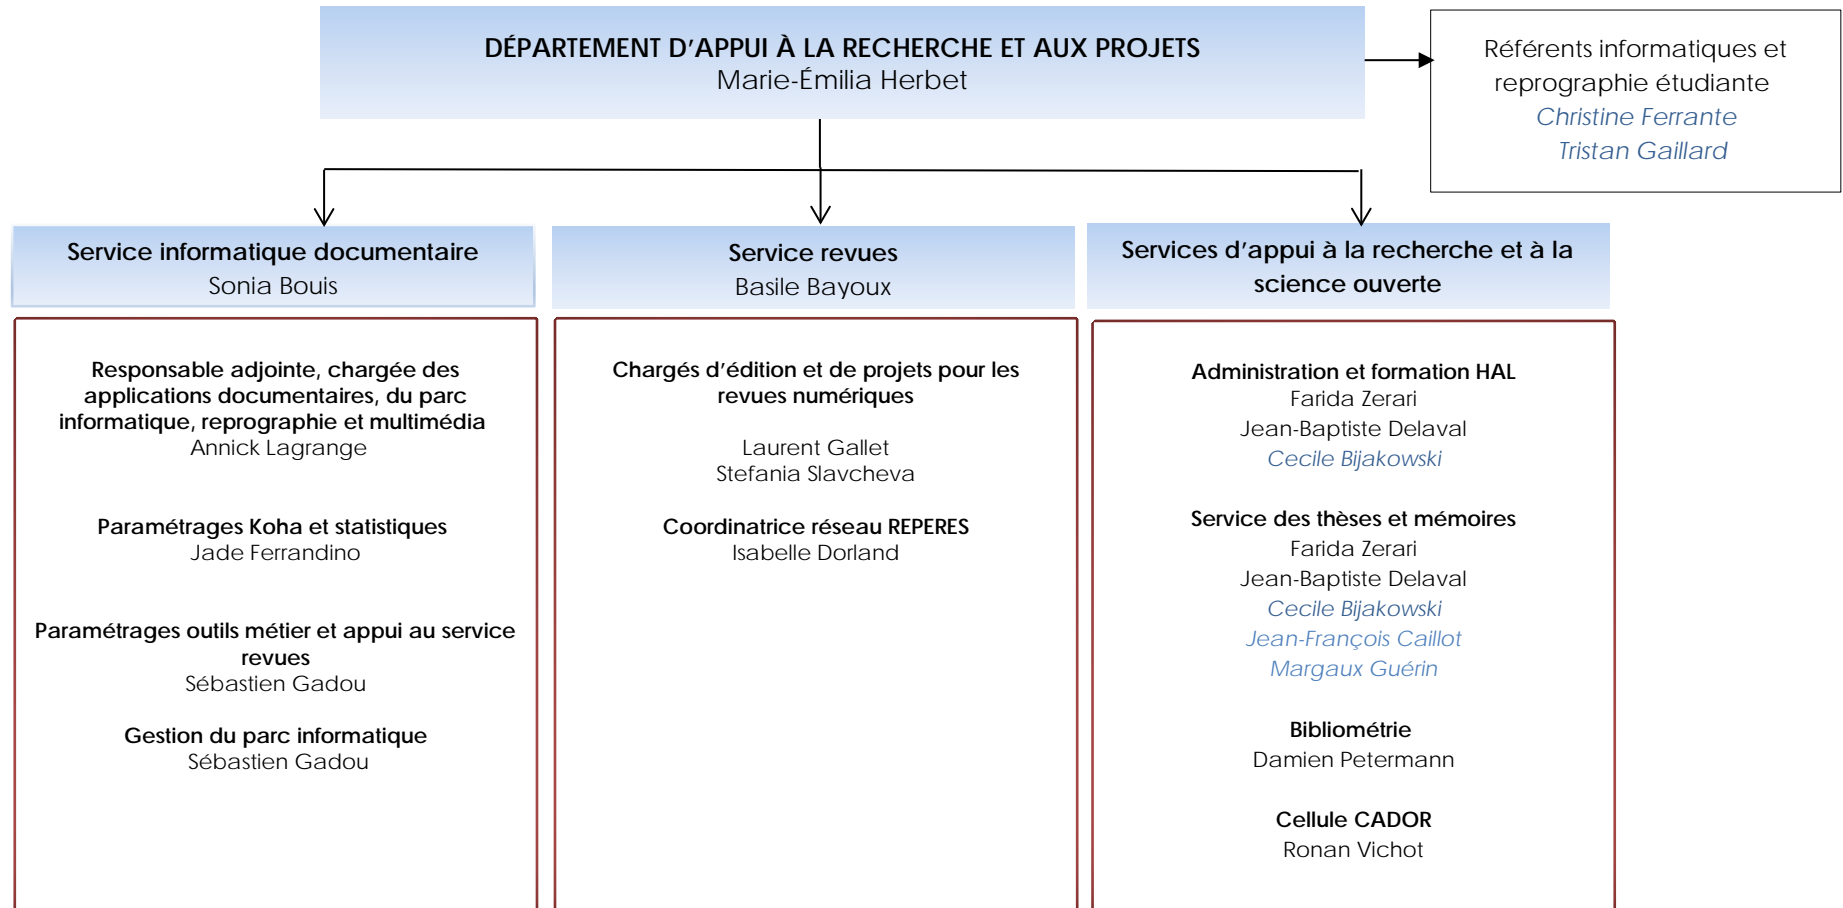 DÉPARTEMENT D’APPUI À LA RECHERCHE ET AUX PROJETS
Marie-Émilia Herbet
Référents informatiques et
reprographie étudiante
Christine Ferrante
Tristan Gaillard
Service informatique documentaire
Sonia Bouis
Responsable adjointe, chargée des
applications documentaires, du parc
informatique, reprographie et multimédia
Annick Lagrange
Paramétrages Koha et statistiques
Jade Ferrandino
Paramétrages outils métier et appui au service
revues
Sébastien Gadou
Gestion du parc informatique
Sébastien Gadou
Service revues
Basile Bayoux
Chargés d’édition et de projets pour les
revues numériques
Laurent Gallet
Stefania Slavcheva
Coordinatrice réseau REPERES
Isabelle Dorland
Services d’appui à la recherche et à la
science ouverte
Administration et formation HAL
Farida Zerari
Jean-Baptiste Delaval
Cecile Bijakowski
Service des thèses et mémoires
Farida Zerari
Jean-Baptiste Delaval
Cecile Bijakowski
Jean-François Caillot
Margaux Guérin
Bibliométrie
Damien Petermann
Cellule CADOR
Ronan Vichot